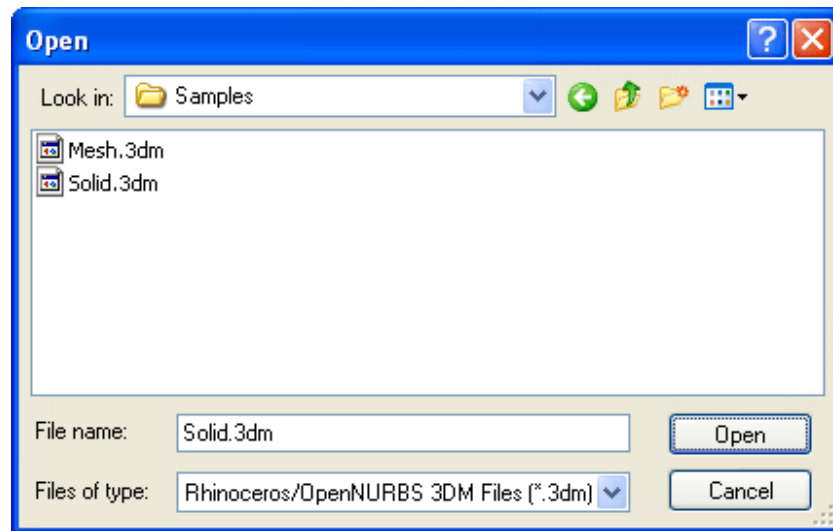 Open
Look in: Samples
Mesh.3dm
Solid.3dm
File name: Solid.3dm Open
Files of type: Rhinoceros/OpenNURBS 3DM Files (*.3dm) Cancel